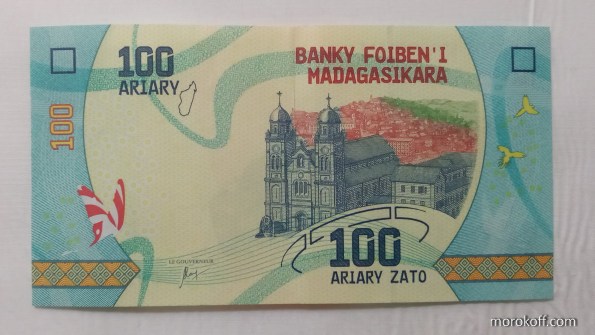 100
ARIARY
BANKY FOIBEN'I
MADAGASIKARA
100
LE GOUVERNEUR
100
ARIARY ZATO
morokoff.com